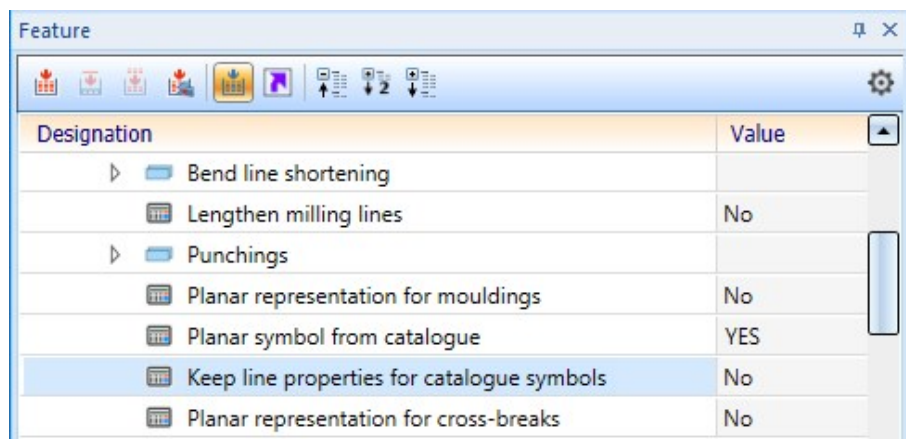 Feature
2
Designation Value
Bend line shortening
Lengthen milling lines No
Punchings
Planar representation for mouldings No
Planar symbol from catalogue YES
Keep line properties for catalogue symbols No
Planar representation for cross-breaks No